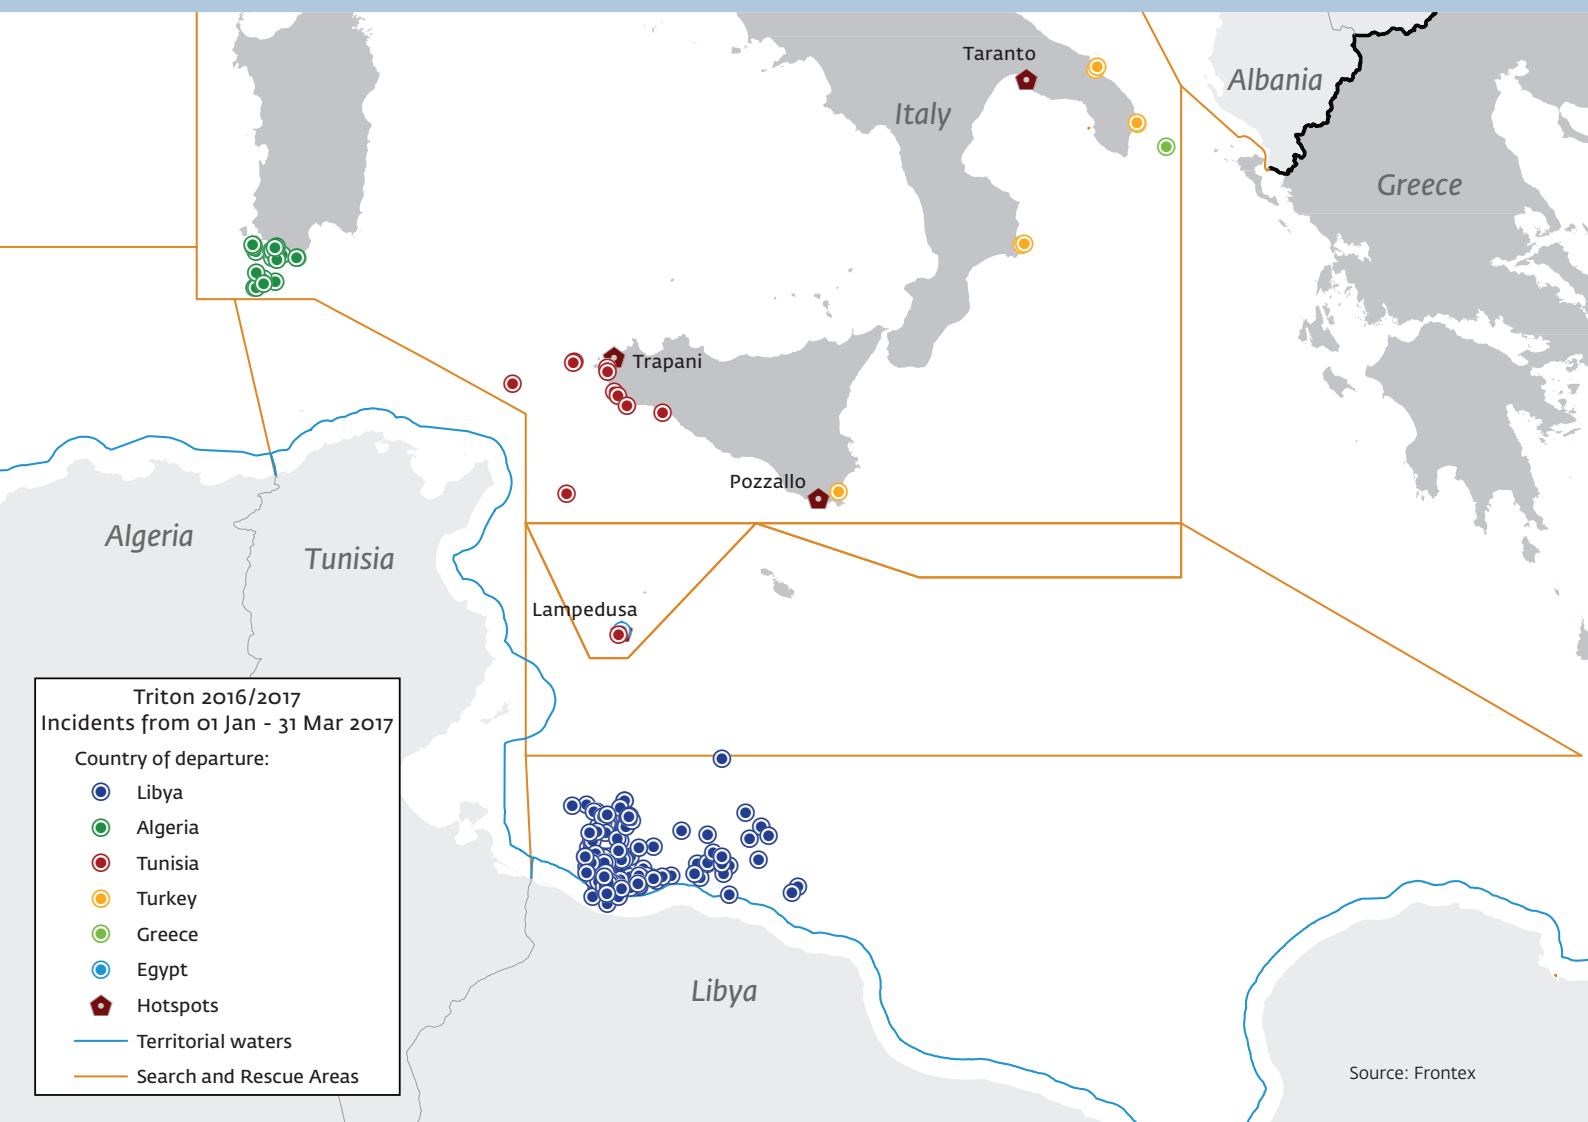 Taranto
Albania
Italy
Greece
Trapani
Pozzallo
Algeria
Tunisia
Lampedusa
Triton 2016/2017
Incidents from 01 Jan - 31 Mar 2017
Country of departure:
Libya
Algeria
Tunisia
Turkey
Greece
Egypt
Hotspots
Territorial waters
Search and Rescue Areas
Libya
Source: Frontex